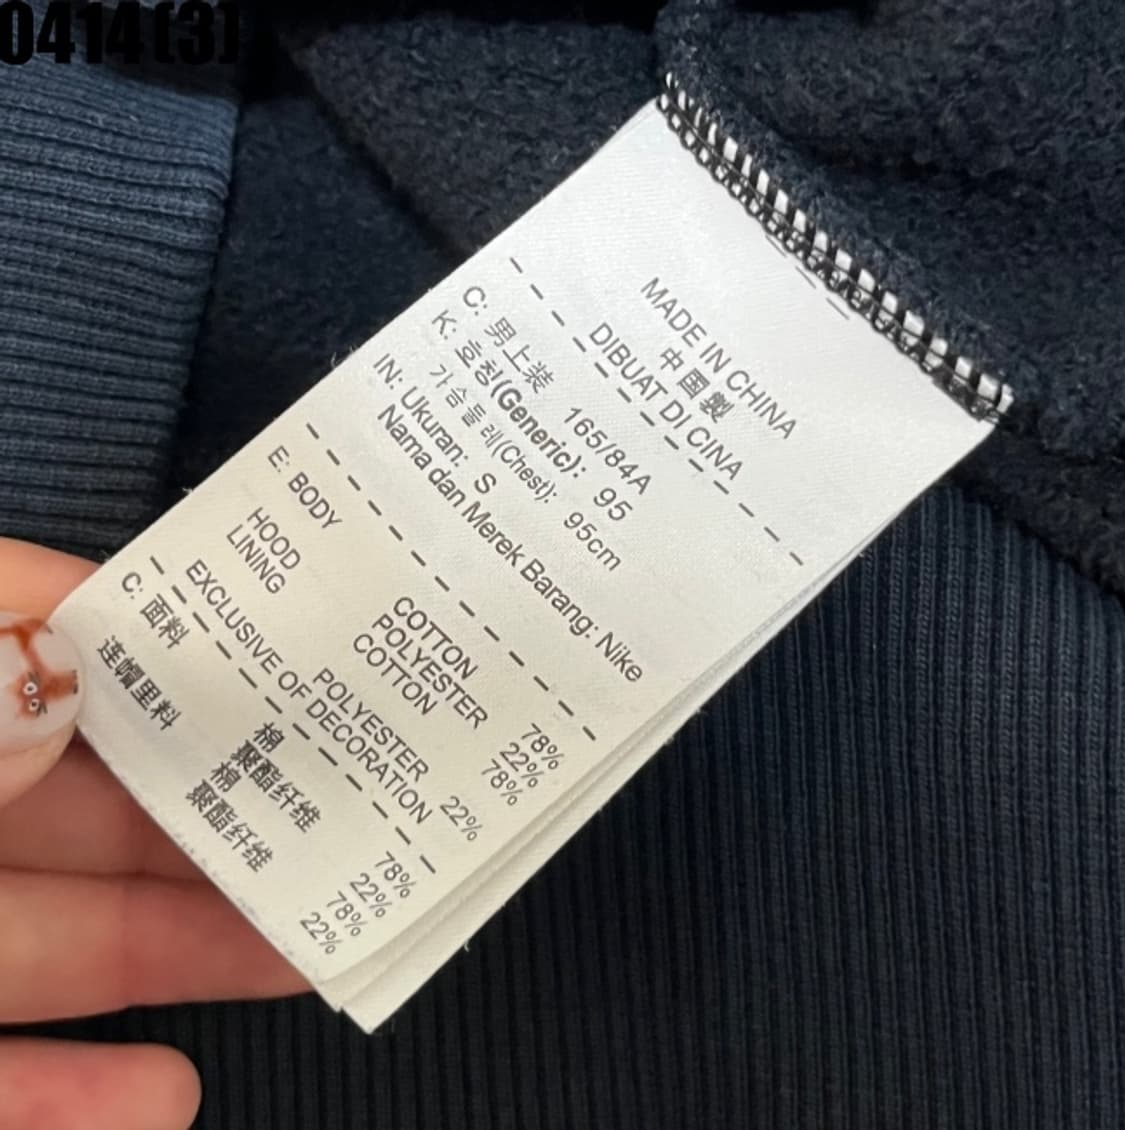 0414(3)
MADE IN CHINA
中国製
DIBUAT DI CINA
C: 男上装 165/84A
K: 호칭(Generic): 95
가슴둘레(Chest): 95cm
IN: Ukuran: S
Nama dan Merek Barang: Nike
E: BODY COTTON 78%
POLYESTER 22%
HOOD LINING COTTON 78%
POLYESTER 22%
EXCLUSIVE OF DECORATION
C: 面料 棉 78%
聚酯纤维 22%
连帽里料 棉 78%
聚酯纤维 22%